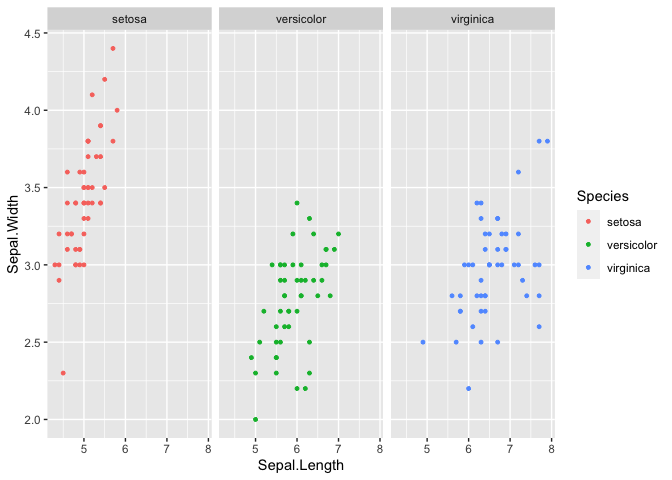 setosa
versicolor
virginica
4.5
4.0
3.5
3.0
2.5
2.0
Sepal.Width
5 6 7 8
5 6 7 8
5 6 7 8
Sepal.Length
Species
setosa
versicolor
virginica